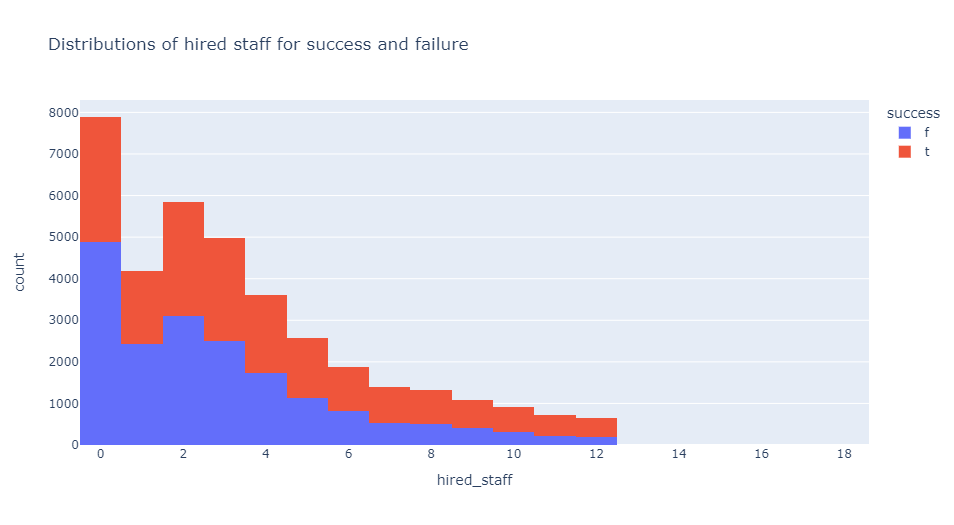 Distributions of hired staff for success and failure
success
f
t
8000
7000
6000
5000
4000
3000
2000
1000
0
count
0 2 4 6 8 10 12 14 16 18
hired_staff